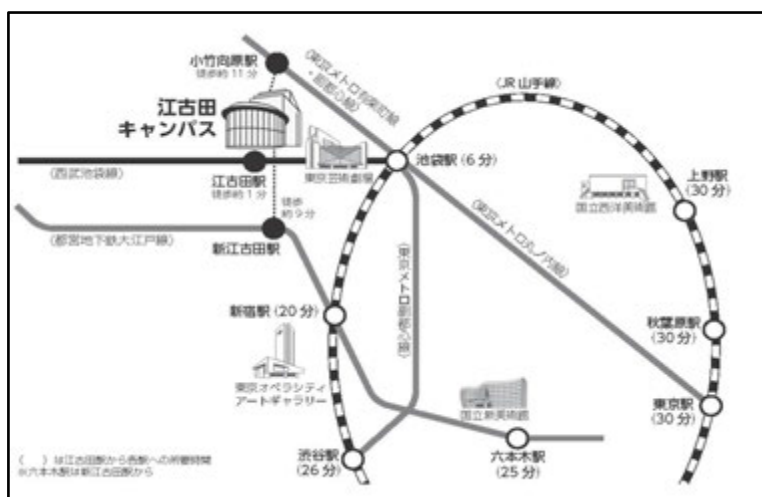 小竹向原駅
徒歩約11分
〈東京メトロ有楽町線
・副都心線〉
〈JR山手線〉
江古田
キャンパス
池袋駅(6分)
東京芸術劇場
〈西武池袋線〉
江古田駅
徒歩約1分
徒歩
約9分
上野駅
(30分)
国立西洋美術館
〈都営地下鉄大江戸線〉
新江古田駅
〈東京メトロ丸ノ内線〉
〈東京メトロ副都心線〉
新宿駅(20分)
秋葉原駅
(30分)
東京オペラシティ
アートギャラリー
国立新美術館
東京駅
(30分)
渋谷駅
(26分)
六本木駅
(25分)
( )は江古田駅から各駅への所要時間
※六本木駅は新江古田駅から